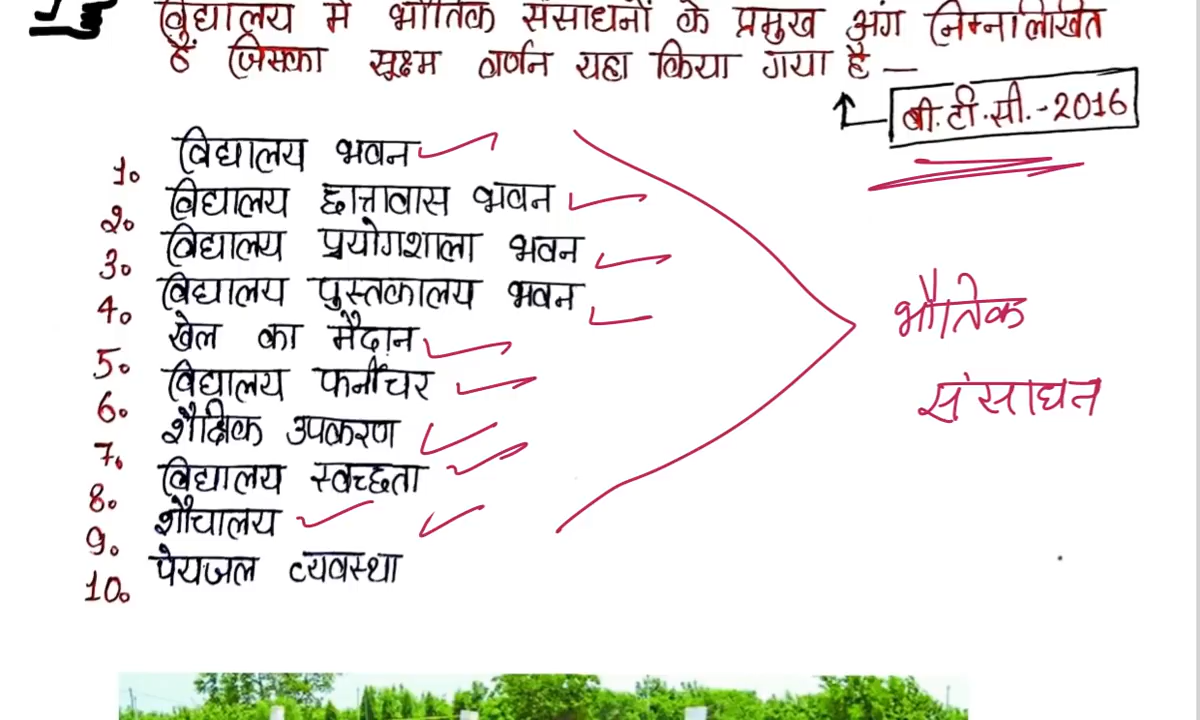 विद्यालय में भौतिक संसाधनों के प्रमुख अंग निम्नलिखित
हैं जिसका सूक्ष्म वर्णन यहा किया गया है —
बी.टी.सी.-2016
1. विद्यालय भवन
2. विद्यालय छात्रावास भवन
3. विद्यालय प्रयोगशाला भवन
4. विद्यालय पुस्तकालय भवन
5. खेल का मैदान
6. विद्यालय फर्नीचर
7. शैक्षिक उपकरण
8. विद्यालय स्वच्छता
9. शौचालय
10. पेयजल व्यवस्था
भौतिक
संसाधन